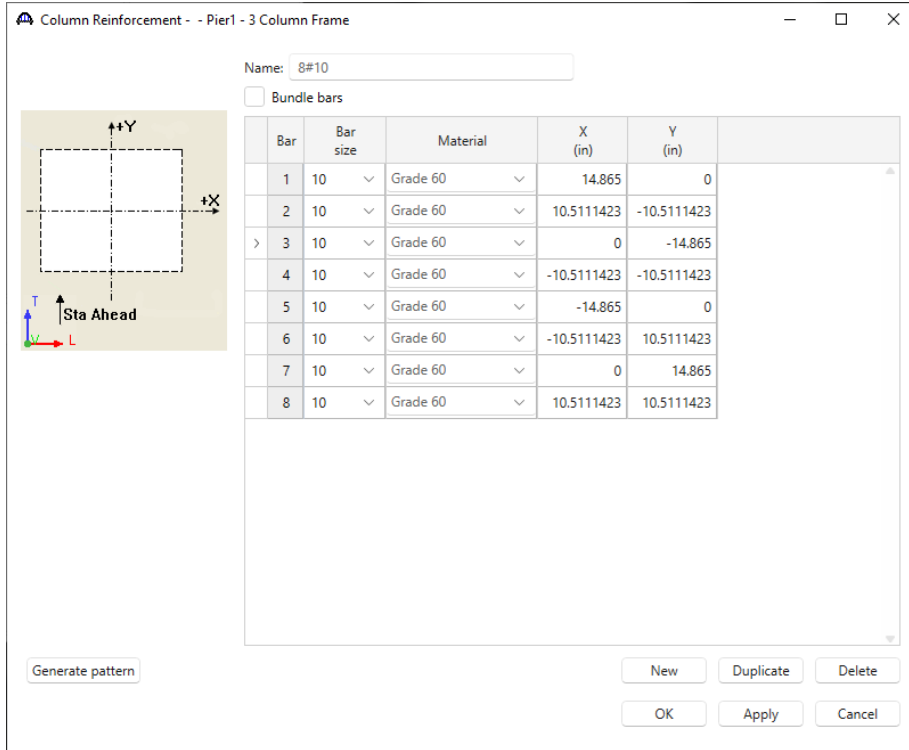 Column Reinforcement - - Pier1 - 3 Column Frame
Name: 8#10
Bundle bars
+Y
+X
T
Sta Ahead
V L
Bar Bar size Material X (in) Y (in)
1 10 Grade 60 14.865 0
2 10 Grade 60 10.5111423 -10.5111423
3 10 Grade 60 0 -14.865
4 10 Grade 60 -10.5111423 -10.5111423
5 10 Grade 60 -14.865 0
6 10 Grade 60 -10.5111423 10.5111423
7 10 Grade 60 0 14.865
8 10 Grade 60 10.5111423 10.5111423
Generate pattern New Duplicate Delete
OK Apply Cancel